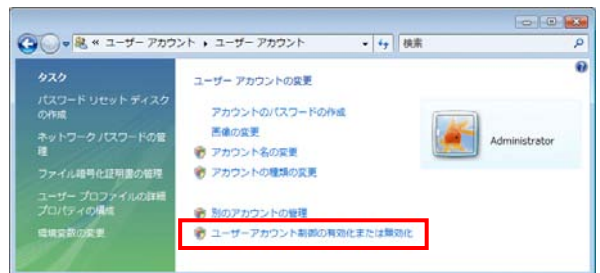 « ユーザー アカウント ▸ ユーザー アカウント
検索
タスク
パスワード リセット ディスク
の作成
ネットワーク パスワードの管
理
ファイル暗号化証明書の管理
ユーザー プロファイルの詳細
プロパティの構成
環境変数の変更
ユーザー アカウントの変更
アカウントのパスワードの作成
画像の変更
アカウント名の変更
アカウントの種類の変更
別のアカウントの管理
ユーザーアカウント制御の有効化または無効化
Administrator